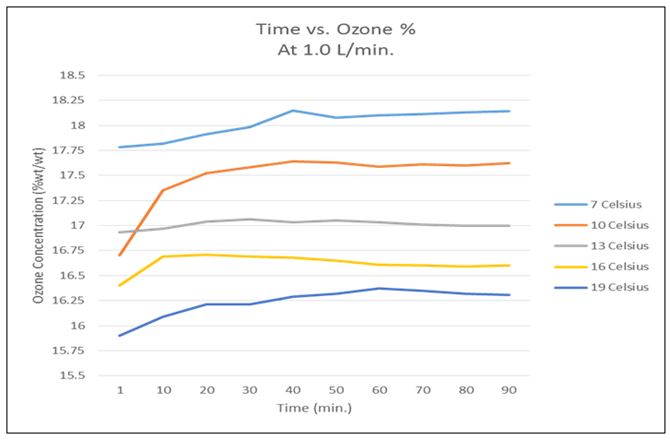 Time vs. Ozone %
At 1.0 L/min.
18.5
18.25
18
17.75
17.5
17.25
17
16.75
16.5
16.25
16
15.75
15.5
Ozone Concentration (%wt/wt)
1 10 20 30 40 50 60 70 80 90
Time (min.)
7 Celsius
10 Celsius
13 Celsius
16 Celsius
19 Celsius